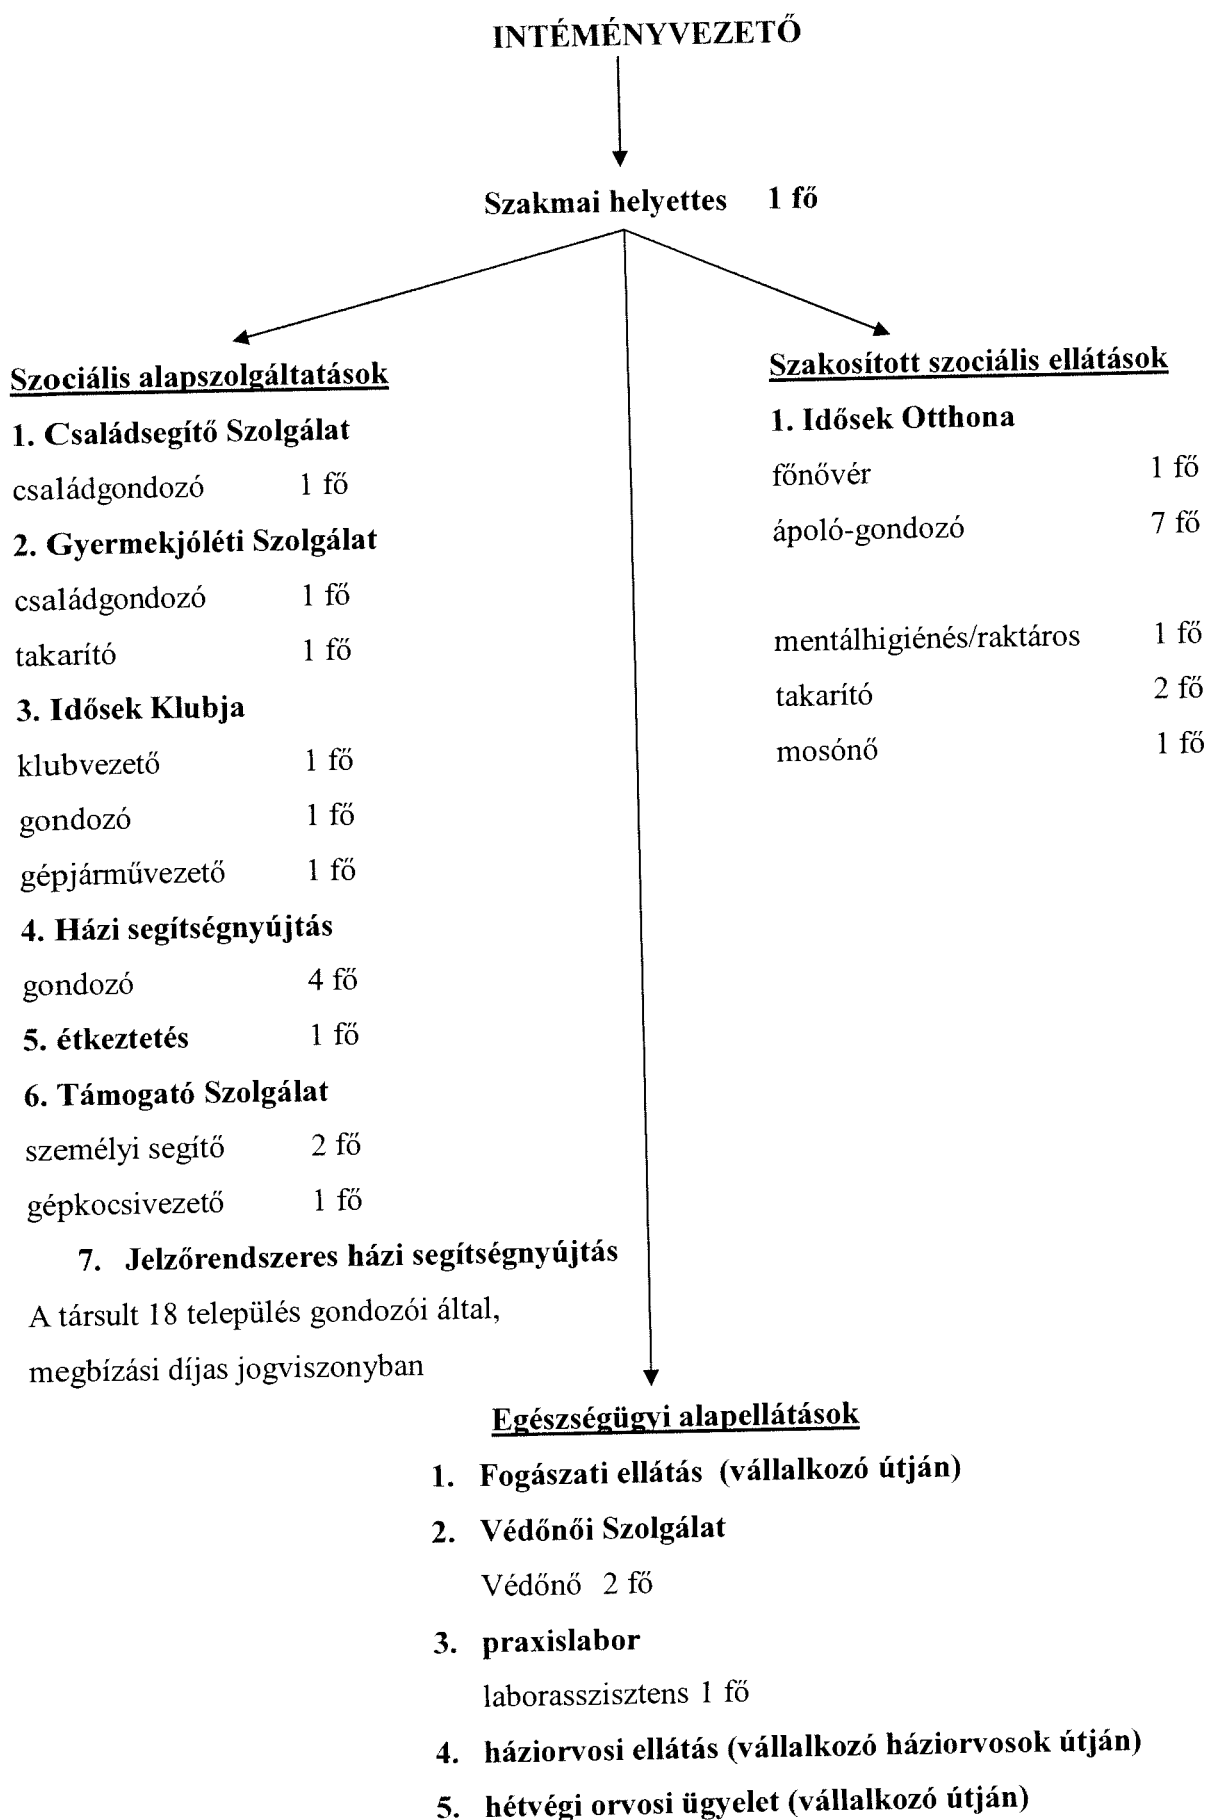 INTÉMÉNYVEZETŐ
Szakmai helyettes 1 fő
Szociális alapszolgáltatások
1. Családsegítő Szolgálat
családgondozó 1 fő
2. Gyermekjóléti Szolgálat
családgondozó 1 fő
takarító 1 fő
3. Idősek Klubja
klubvezető 1 fő
gondozó 1 fő
gépjárművezető 1 fő
4. Házi segítségnyújtás
gondozó 4 fő
5. étkeztetés 1 fő
6. Támogató Szolgálat
személyi segítő 2 fő
gépkocsivezető 1 fő
7. Jelzőrendszeres házi segítségnyújtás
A társult 18 település gondozói által,
megbízási díjas jogviszonyban
Szakosított szociális ellátások
1. Idősek Otthona
főnővér 1 fő
ápoló-gondozó 7 fő
mentálhigiénés/raktáros 1 fő
takarító 2 fő
mosónő 1 fő
Egészségügyi alapellátások
1. Fogászati ellátás (vállalkozó útján)
2. Védőnői Szolgálat
Védőnő 2 fő
3. praxislabor
laborasszisztens 1 fő
4. háziorvosi ellátás (vállalkozó háziorvosok útján)
5. hétvégi orvosi ügyelet (vállalkozó útján)